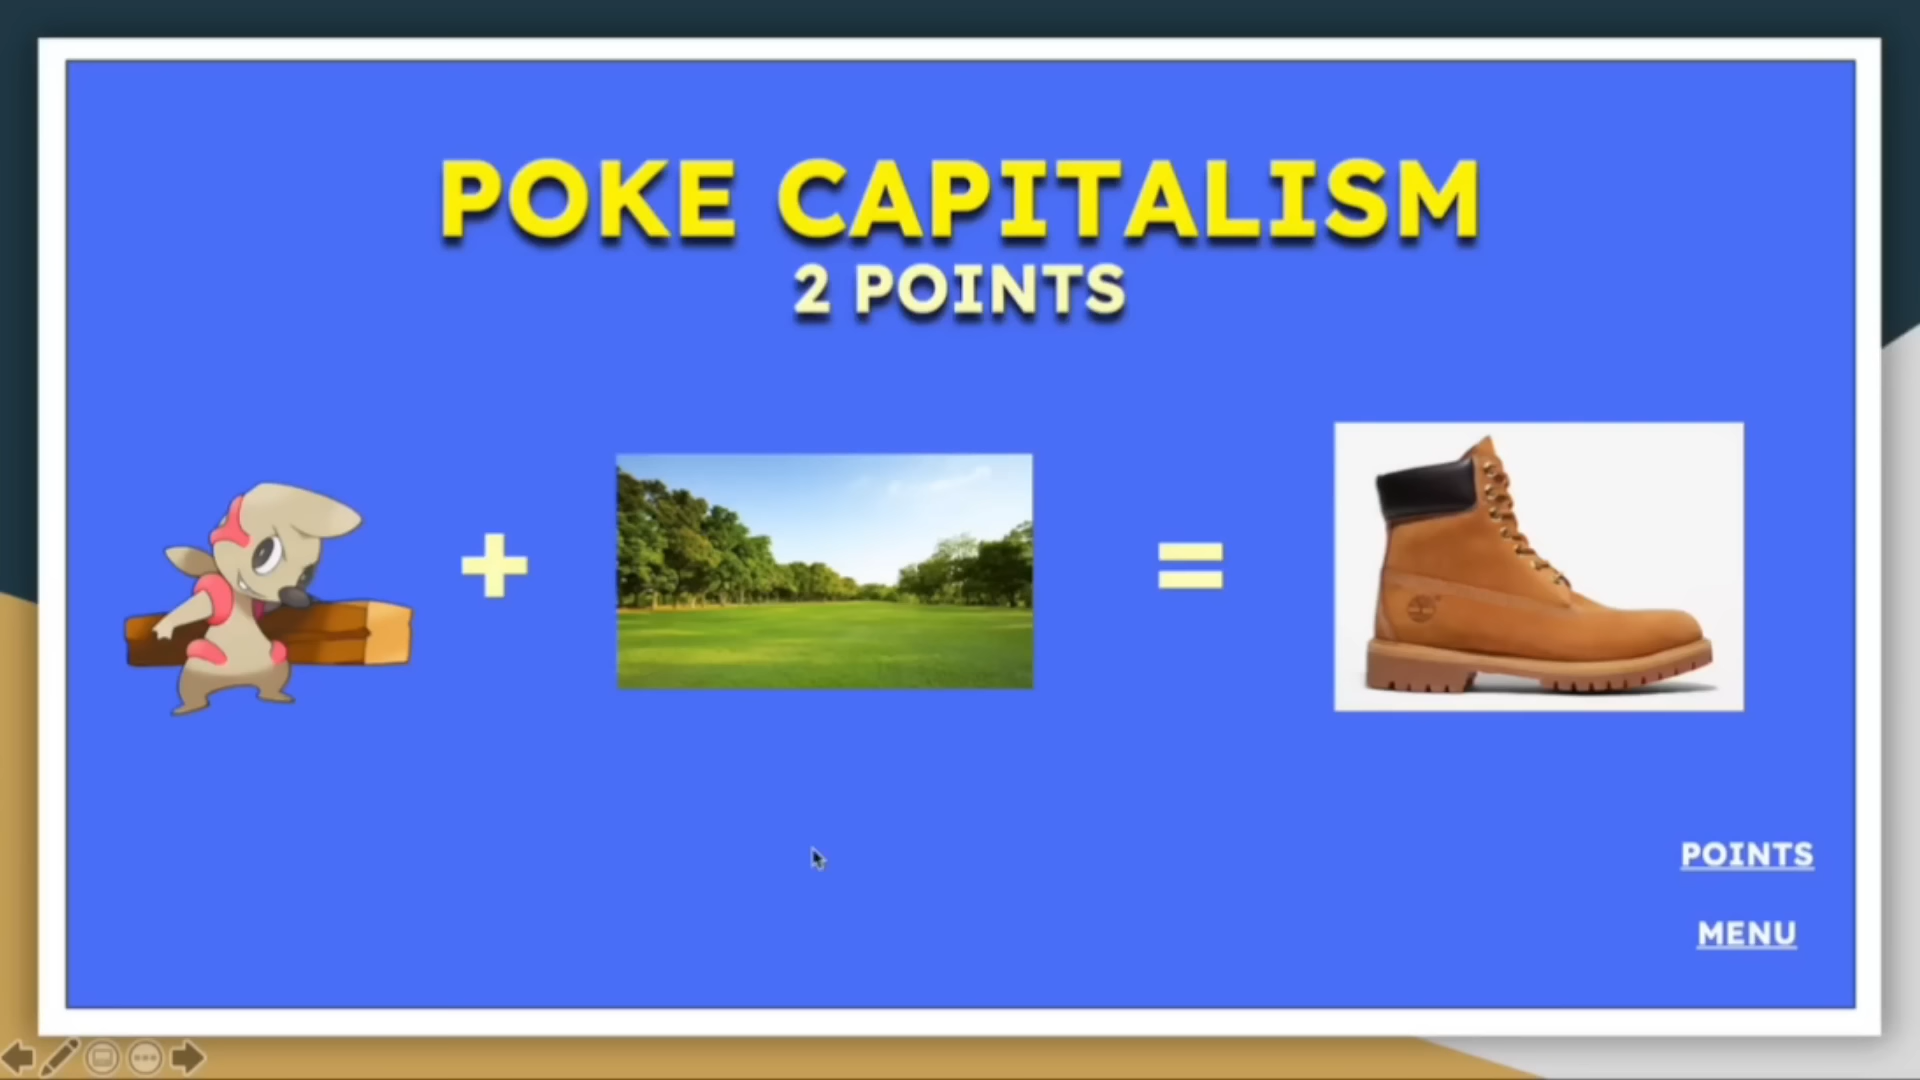 POKE CAPITALISM
2 POINTS
+
=
POINTS
MENU